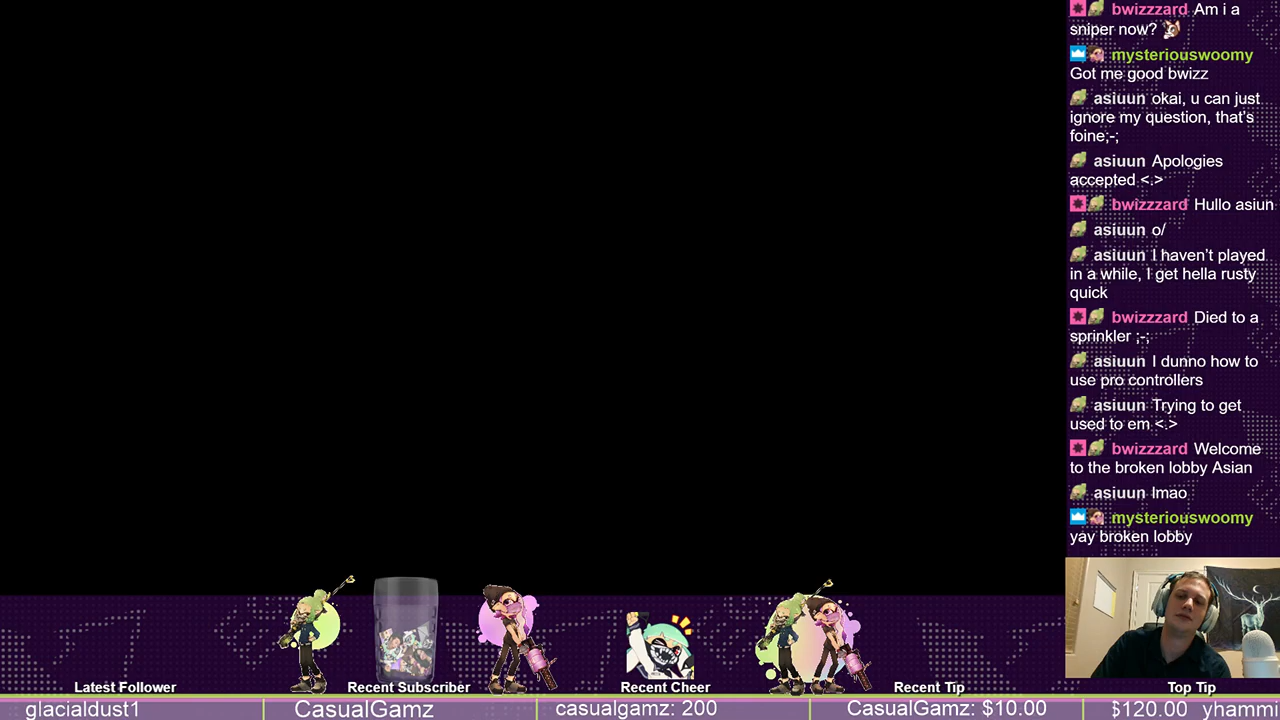 bwizzzard Am i a
sniper now?
mysteriouswoomy
Got me good bwizz
asiuun okai, u can just
ignore my question, that's
foine;-;
asiuun Apologies
accepted <.>
bwizzzard Hullo asiun
asiuun o/
asiuun I haven't played
in a while, I get hella rusty
quick
bwizzzard Died to a
sprinkler ;-;
asiuun I dunno how to
use pro controllers
asiuun Trying to get
used to em <.>
bwizzzard Welcome
to the broken lobby Asian
asiuun lmao
mysteriouswoomy
yay broken lobby
Latest Follower
Recent Subscriber
Recent Cheer
Recent Tip
Top Tip
glacialdust1
CasualGamz
casualgamz: 200
CasualGamz: $10.00
$120.00 yhammi